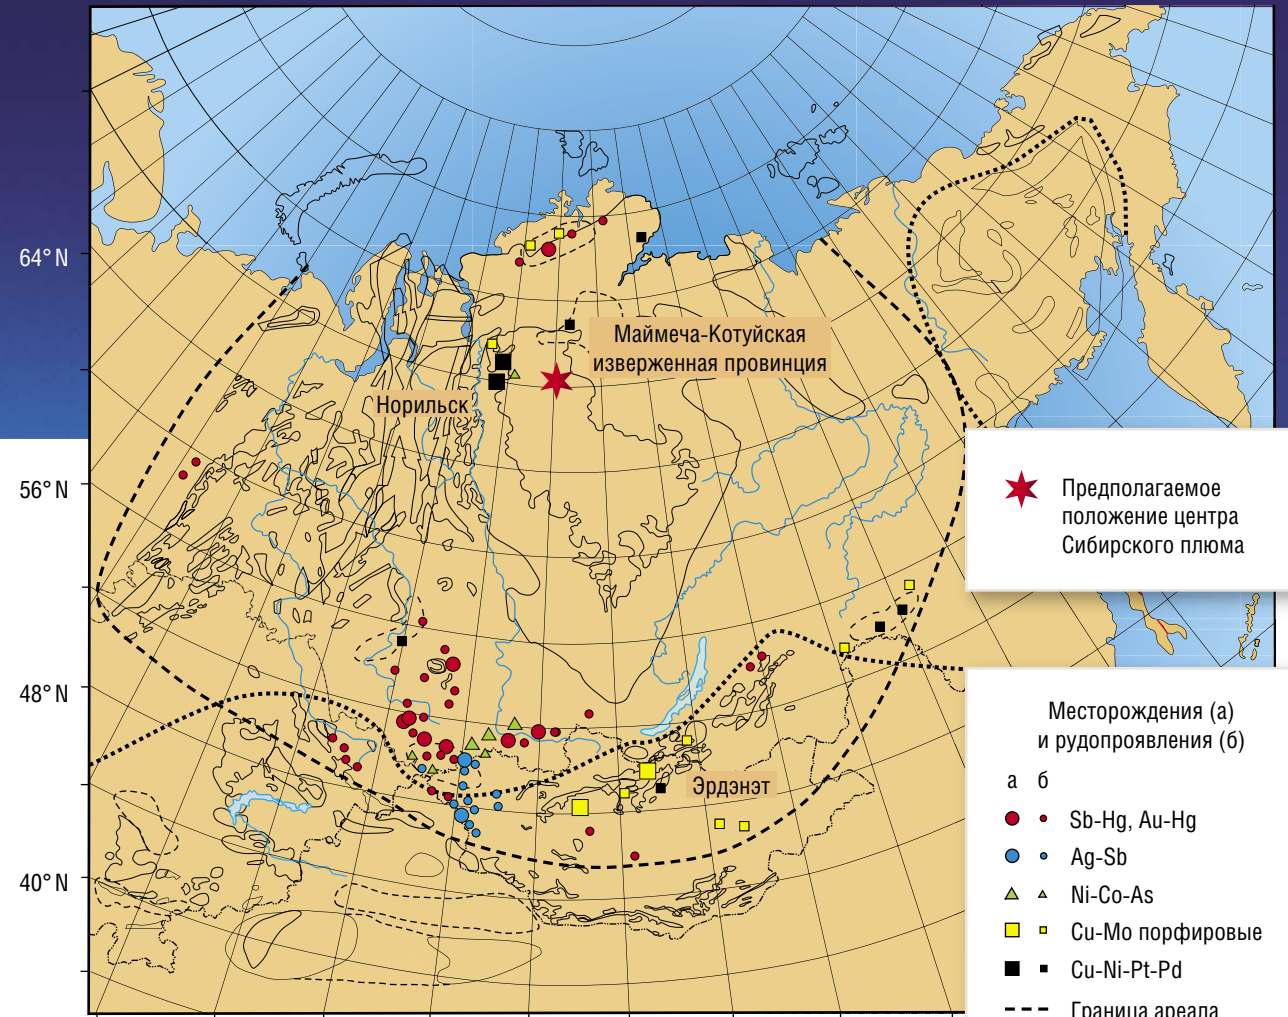 64°N
56°N
48°N
40°N
Маймеча-Котуйская
изверженная провинция
Норильск
Эрдэнэт
Предполагаемое
положение центра
Сибирского плюма
Месторождения (а)
и рудопроявления (б)
а б
Sb-Hg, Au-Hg
Ag-Sb
Ni-Co-As
Cu-Mo порфировые
Cu-Ni-Pt-Pd
Граница ареала